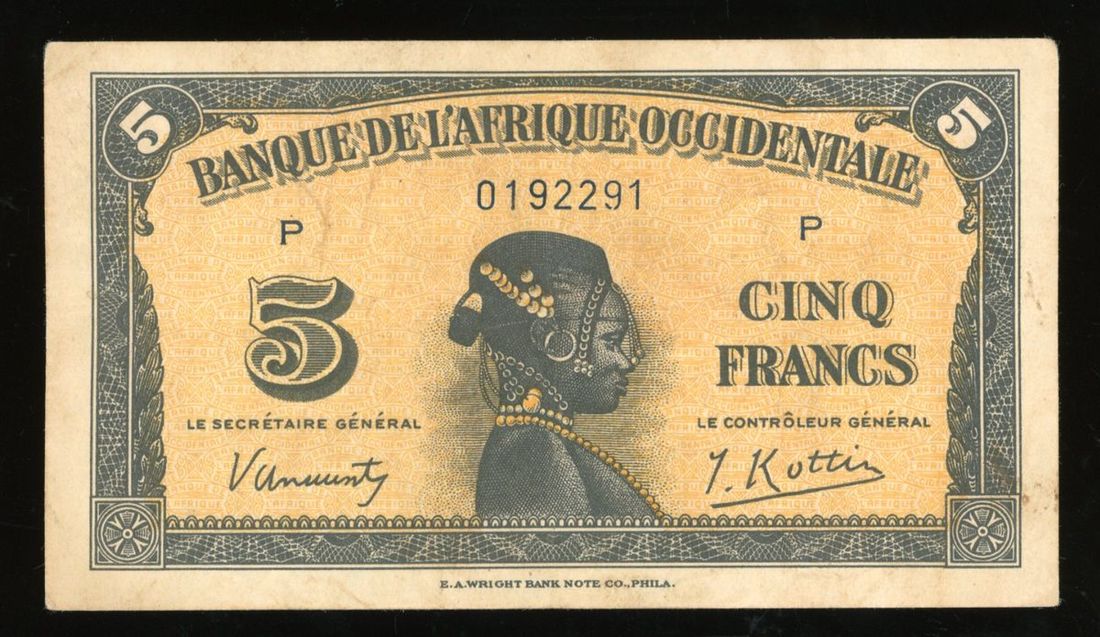 5 5
BANQUE DE L'AFRIQUE OCCIDENTALE
0192291
P P
5
CINQ
FRANCS
LE SECRÉTAIRE GÉNÉRAL
LE CONTRÔLEUR GÉNÉRAL
E.A.WRIGHT BANK NOTE CO.,PHILA.